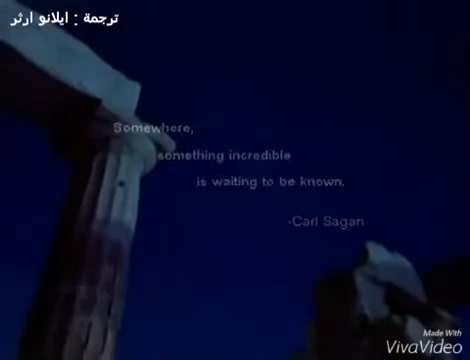 ترجمة : ايلانو ارثر
Somewhere,
something incredible
is waiting to be known.
-Carl Sagan
Made With
VivaVideo